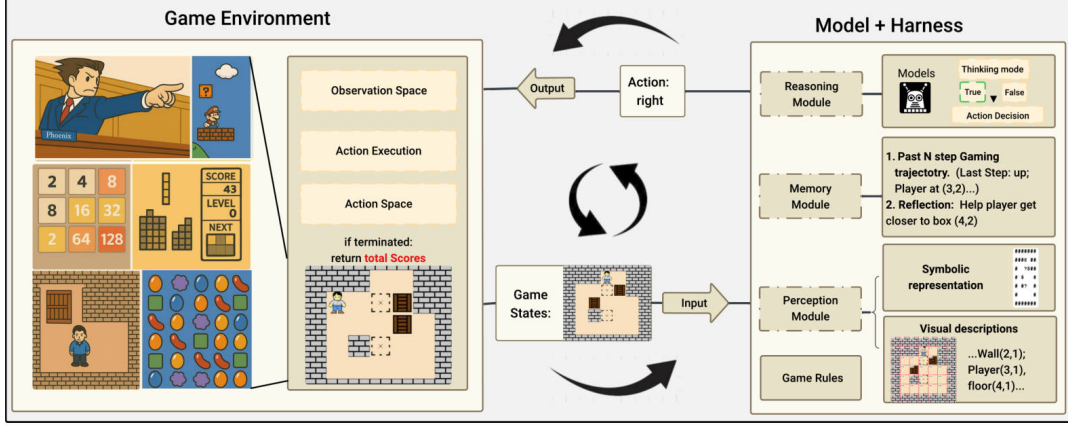 Game Environment
Model + Harness
Phoenix
?
2 4 8
8 16 32
2 64 128
SCORE
43
LEVEL
0
NEXT
Observation Space
Action Execution
Action Space
if terminated:
return total Scores
Output
Action:
right
Game
States:
Input
Reasoning
Module
Models
Thinkiing mode
True
False
Action Decision
Memory
Module
1. Past N step Gaming
trajectotry. (Last Step: up;
Player at (3,2)...)
2. Reflection: Help player get
closer to box (4,2)
Perception
Module
Symbolic
representation
Game Rules
Visual descriptions
...Wall(2,1);
Player(3,1),
floor(4,1)...